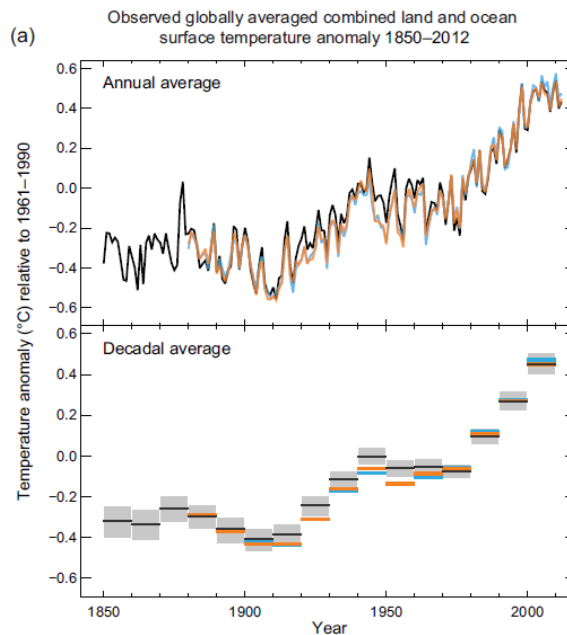 Observed globally averaged combined land and ocean
(a)
surface temperature anomaly 1850–2012
Annual average
0.6
0.4
0.2
0.0
−0.2
−0.4
−0.6
Temperature anomaly (°C) relative to 1961–1990
Decadal average
0.6
0.4
0.2
0.0
−0.2
−0.4
−0.6
1850
1900
1950
2000
Year